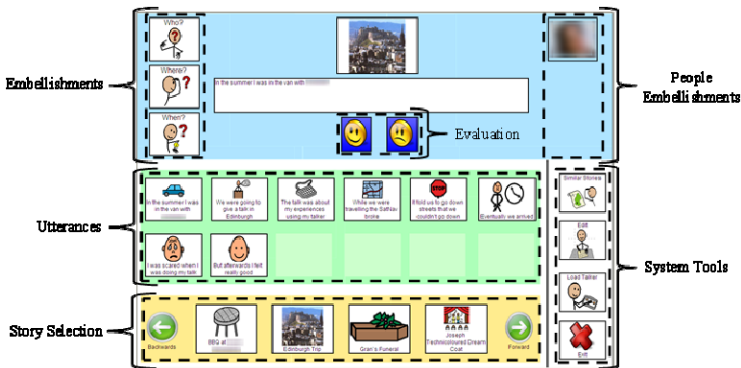 Who?
Where?
When?
Embellishments
People
Embellishments
In the summer I was in the van with
Evaluation
Utterances
In the summer I was
in the van with
We were going to
give a talk in
Edinburgh
The talk was about
my experiences
using my talker
While we were
travelling the SatNav
broke
STOP
It told us to go down
streets that we
couldn't go down
Eventually we arrived
I was scared when I
was doing my talk
But afterwards I felt
really good
Similar Stories
Edit
Load Talker
Exit
System Tools
Story Selection
Backwards
BBQ at
Edinburgh Trip
Gran's Funeral
Joseph
Technicoloured Dream
Coat
Forward